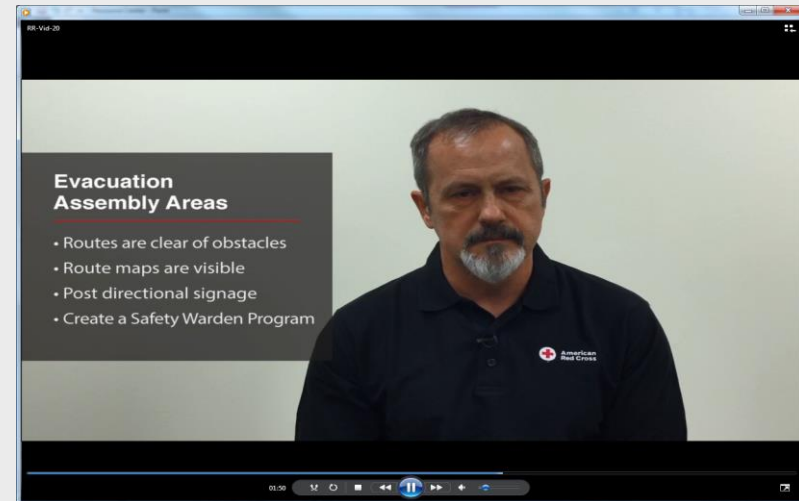 RR-Vid-20
Evacuation
Assembly Areas
• Routes are clear of obstacles
• Route maps are visible
• Post directional signage
• Create a Safety Warden Program
American
Red Cross
01:50